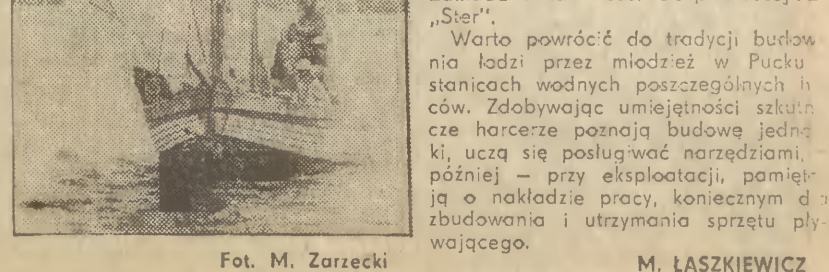 „Ster".
Warto powrócić do tradycji budow
nia łodzi przez młodzież w Pucku
stanicach wodnych poszczególnych h
ców. Zdobywając umiejętności szkutn
cze harcerze poznają budowę jedno
ki, uczą się posługiwać narzędziami,
później — przy eksploatacji, pamięt-
ją o nakładzie pracy, koniecznym d
zbudowania i utrzymania sprzętu pły-
wającego.
Fot. M. Zarzecki
M. ŁASZKIEWICZ